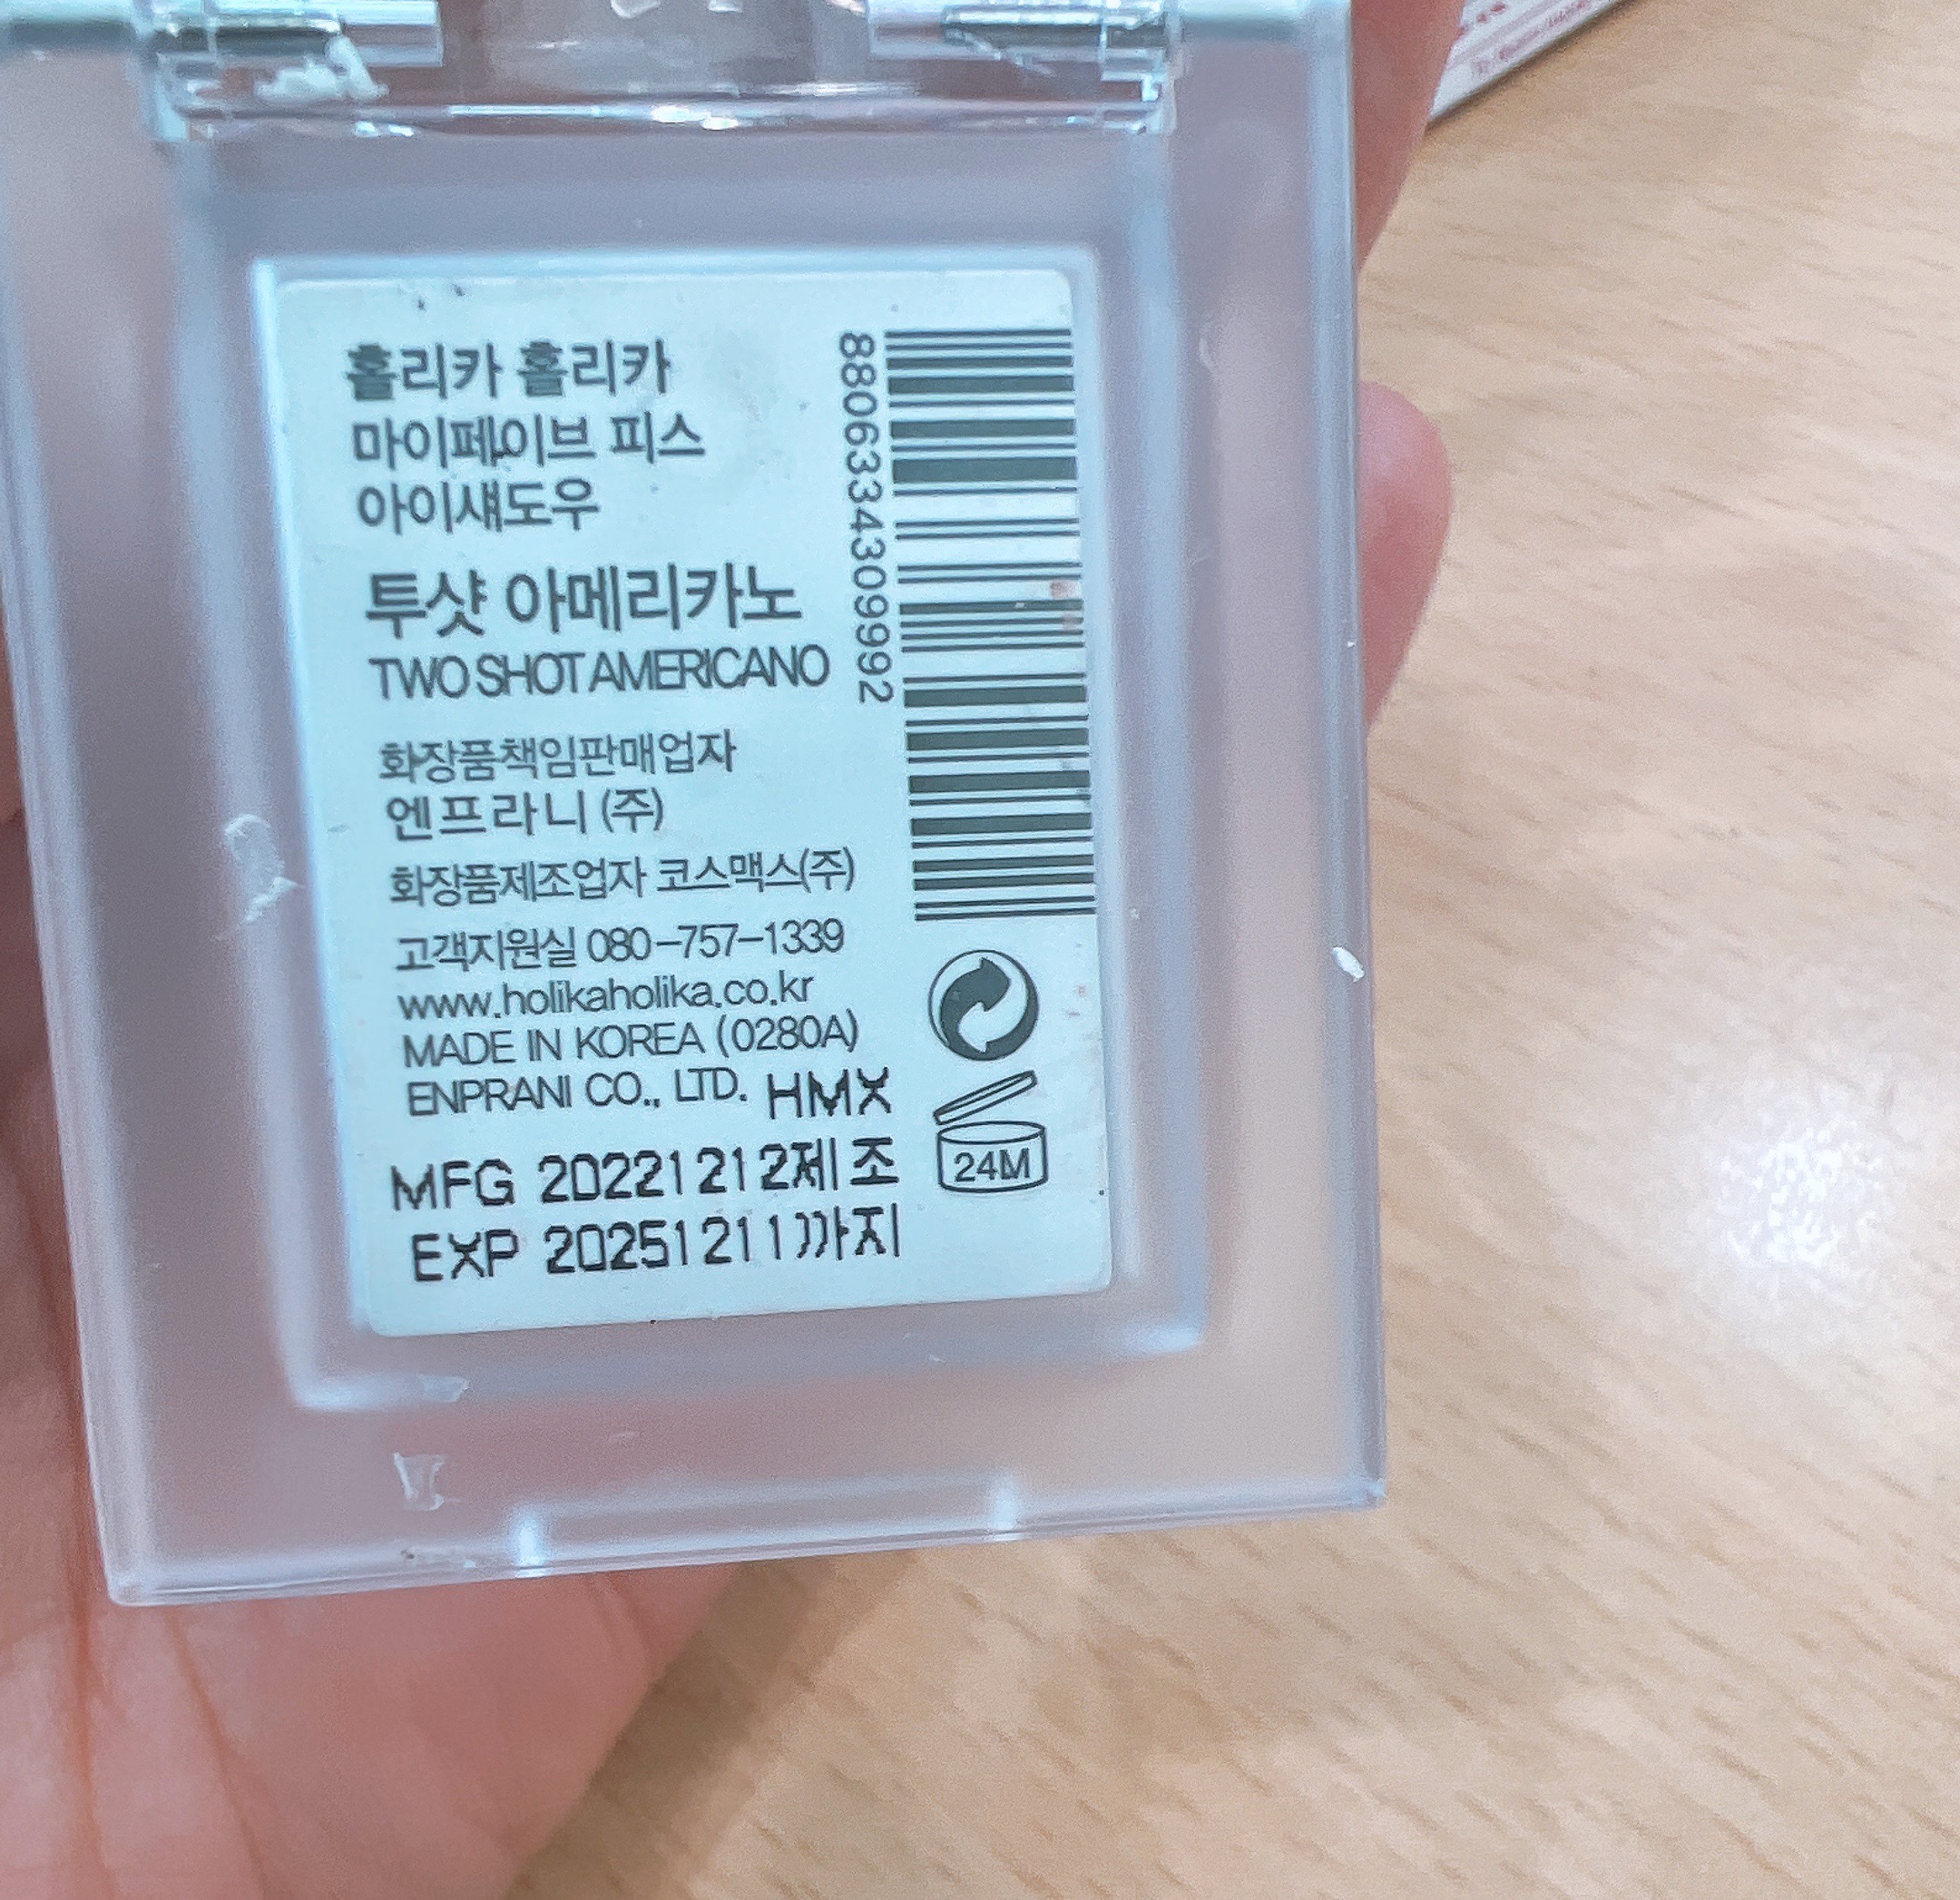 홀리카 홀리카
마이페이브 피스
아이섀도우
투샷 아메리카노
TWO SHOT AMERICANO
8806334309992
화장품책임판매업자
엔프라니 (주)
화장품제조업자 코스맥스(주)
고객지원실 080-757-1339
www.holikaholika.co.kr
MADE IN KOREA (0280A)
ENPRANI CO., LTD. HMX
MFG 20221212제조
EXP 20251211까지
24M